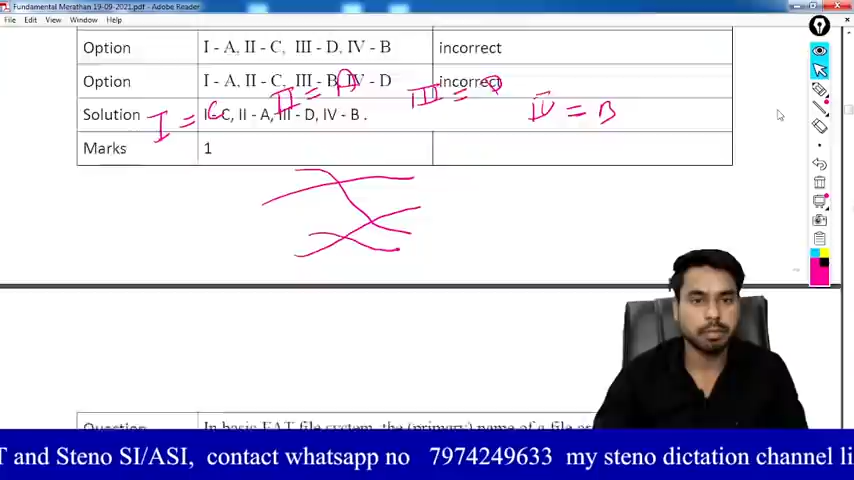 Fundamental Merathan 19-09-2021.pdf - Adobe Reader
File Edit View Window Help
Option I - A, II - C, III - D, IV - B incorrect
Option I - A, II - C, III - B, IV - D incorrect
I = C II = A III = D IV = B
Solution I - C, II - A, III - D, IV - B .
Marks 1
Question In basic FAT file system, the (primary) name of a file
T and Steno SI/ASI, contact whatsapp no 7974249633 my steno dictation channel li